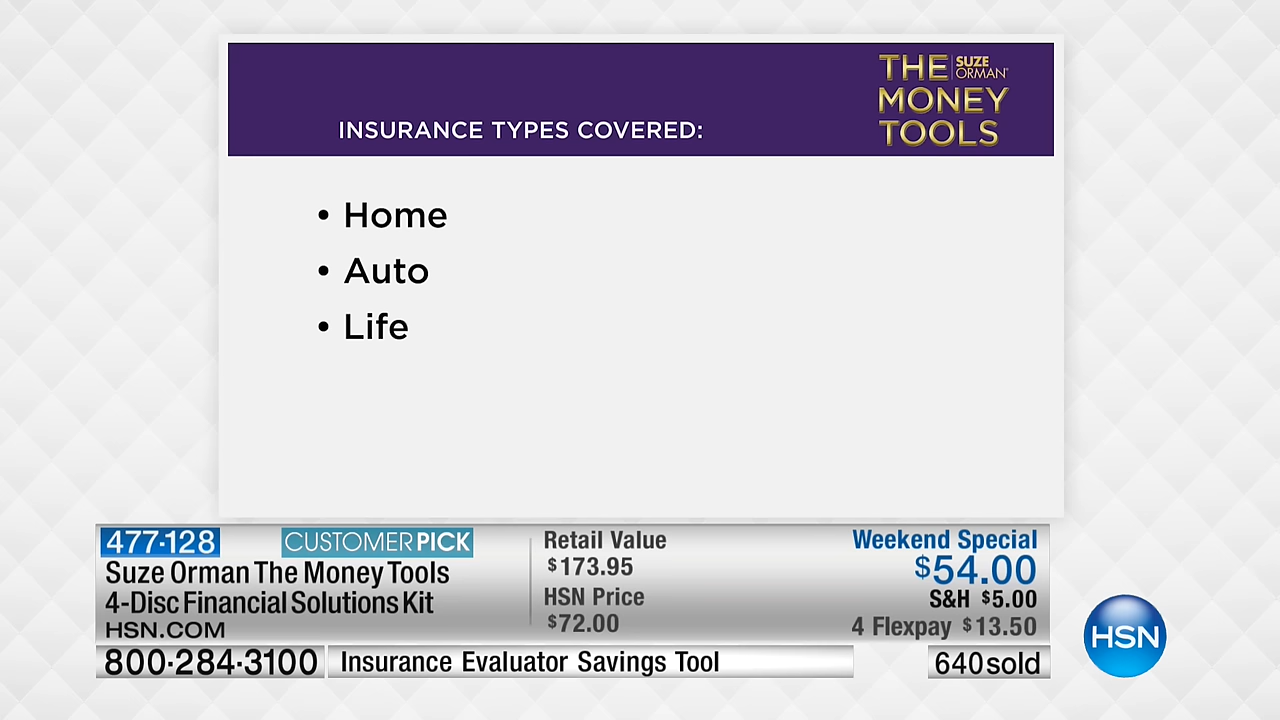 THE SUZE ORMAN®
MONEY
TOOLS
INSURANCE TYPES COVERED:
• Home
• Auto
• Life
477·128
CUSTOMER PICK
Suze Orman The Money Tools
4-Disc Financial Solutions Kit
HSN.COM
Retail Value
$173.95
HSN Price
$72.00
Weekend Special
$54.00
S&H $5.00
4 Flexpay $13.50
800·284·3100
Insurance Evaluator Savings Tool
640 sold
HSN